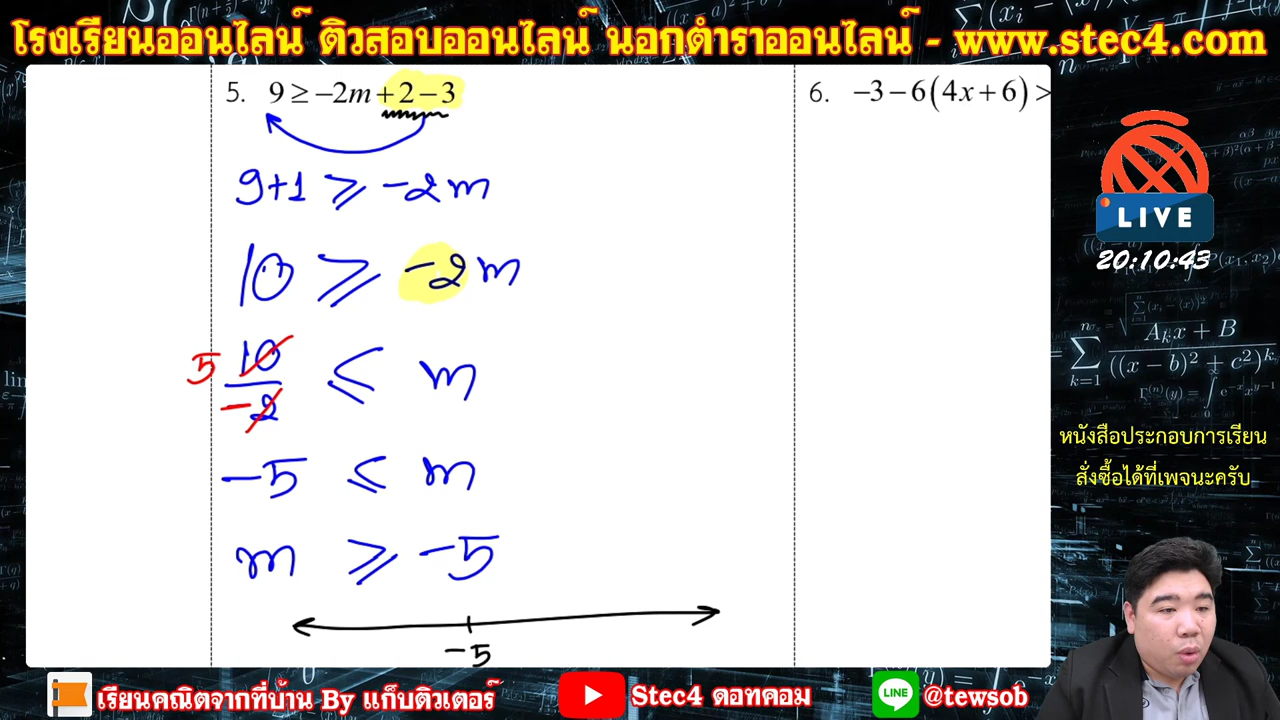 โรงเรียนออนไลน์ ติวสอบออนไลน์ นอกตำราออนไลน์ - www.stec4.com
5. 9 ≥ −2m + 2 − 3
6. −3 − 6(4x + 6) >
9+1 ≥ −2m
10 ≥ −2m
5 10/−2 ≤ m
−5 ≤ m
m ≥ −5
−5
LIVE
20:10:43
หนังสือประกอบการเรียน
สั่งซื้อได้ที่เพจนะครับ
เรียนคณิตจากที่บ้าน By แก็บติวเตอร์
Stec4 ดอทคอม
LINE
@tewsob